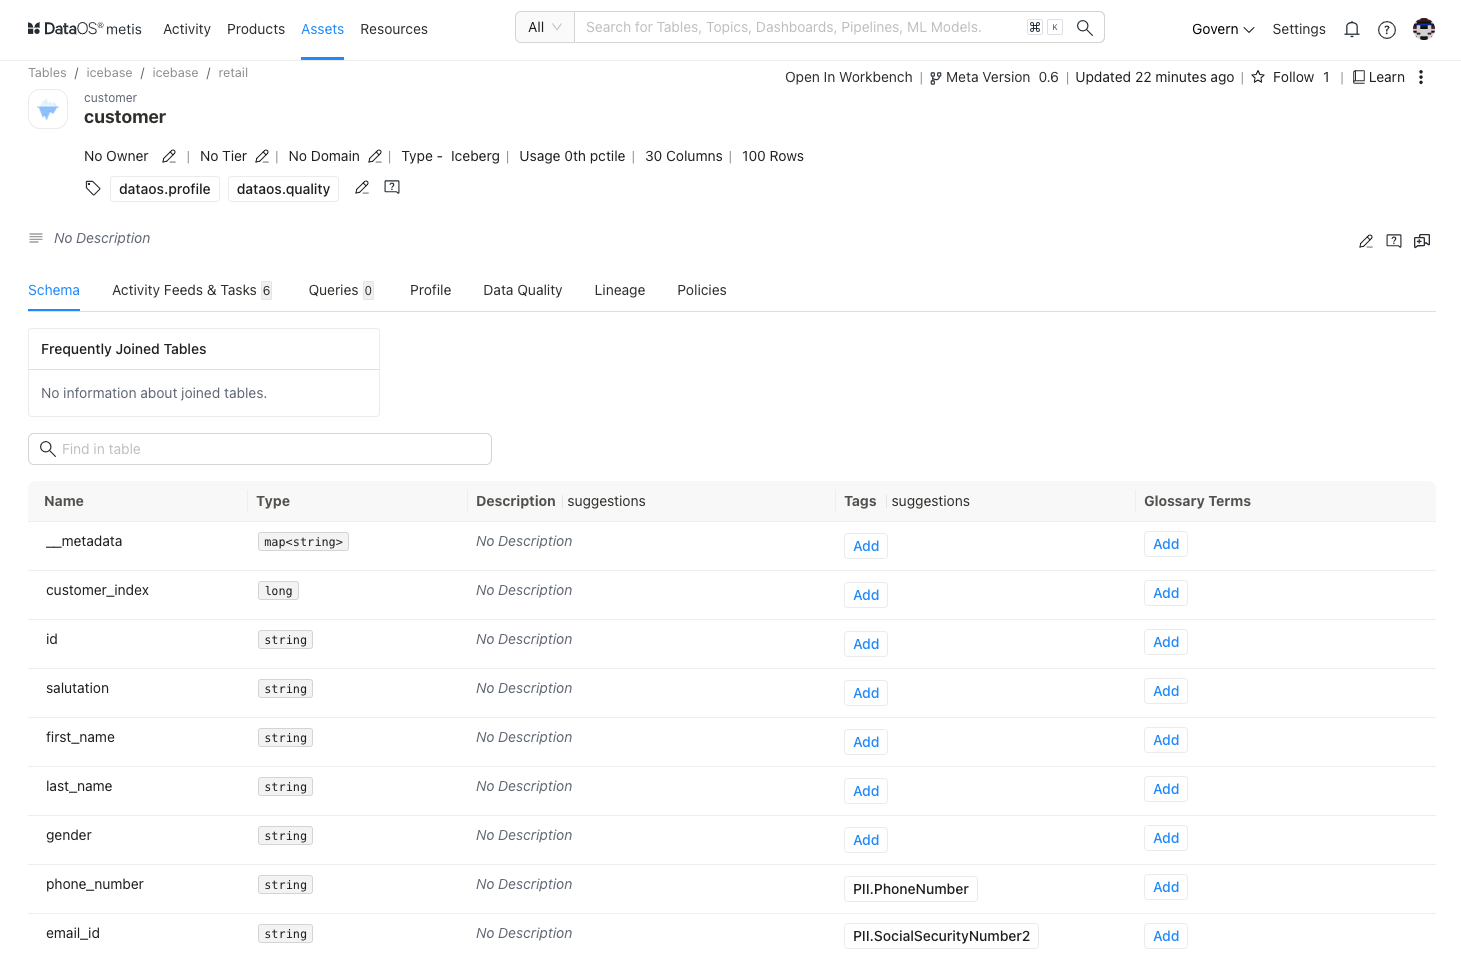 DataOS® metis Activity Products Assets Resources All Search for Tables, Topics, Dashboards, Pipelines, ML Models. ⌘ K Govern Settings
Tables / icebase / icebase / retail
Open In Workbench | Meta Version 0.6 | Updated 22 minutes ago | Follow 1 | Learn
customer
customer
No Owner | No Tier | No Domain | Type - Iceberg | Usage 0th pctile | 30 Columns | 100 Rows
dataos.profile dataos.quality
No Description
Schema Activity Feeds & Tasks 6 Queries 0 Profile Data Quality Lineage Policies
Frequently Joined Tables
No information about joined tables.
Find in table
Name Type Description suggestions Tags suggestions Glossary Terms
__metadata map<string> No Description Add Add
customer_index long No Description Add Add
id string No Description Add Add
salutation string No Description Add Add
first_name string No Description Add Add
last_name string No Description Add Add
gender string No Description Add Add
phone_number string No Description PII.PhoneNumber Add
email_id string No Description PII.SocialSecurityNumber2 Add